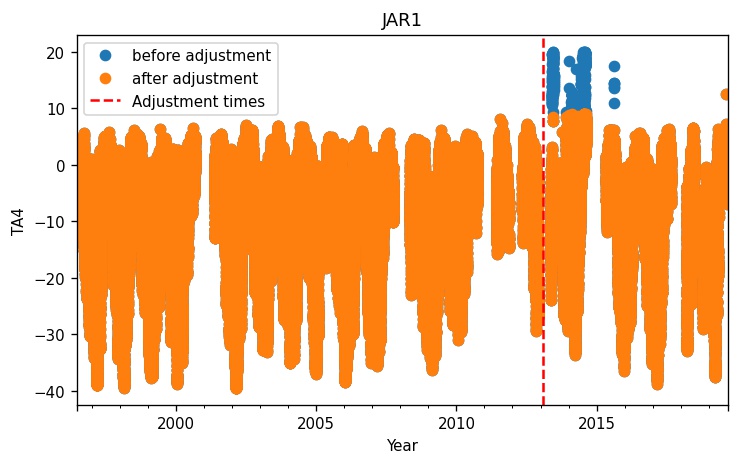 JAR1
before adjustment
after adjustment
Adjustment times
TA4
20
10
0
−10
−20
−30
−40
2000
2005
2010
2015
Year